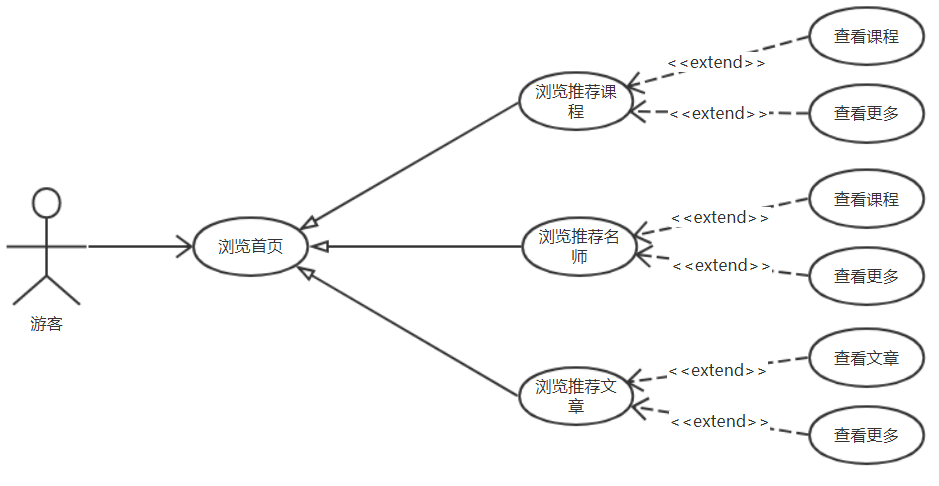 查看课程
<<extend>>
浏览推荐课
程
<<extend>>
查看更多
查看课程
<<extend>>
浏览推荐名
师
浏览首页
<<extend>>
查看更多
游客
查看文章
<<extend>>
浏览推荐文
章
<<extend>>
查看更多